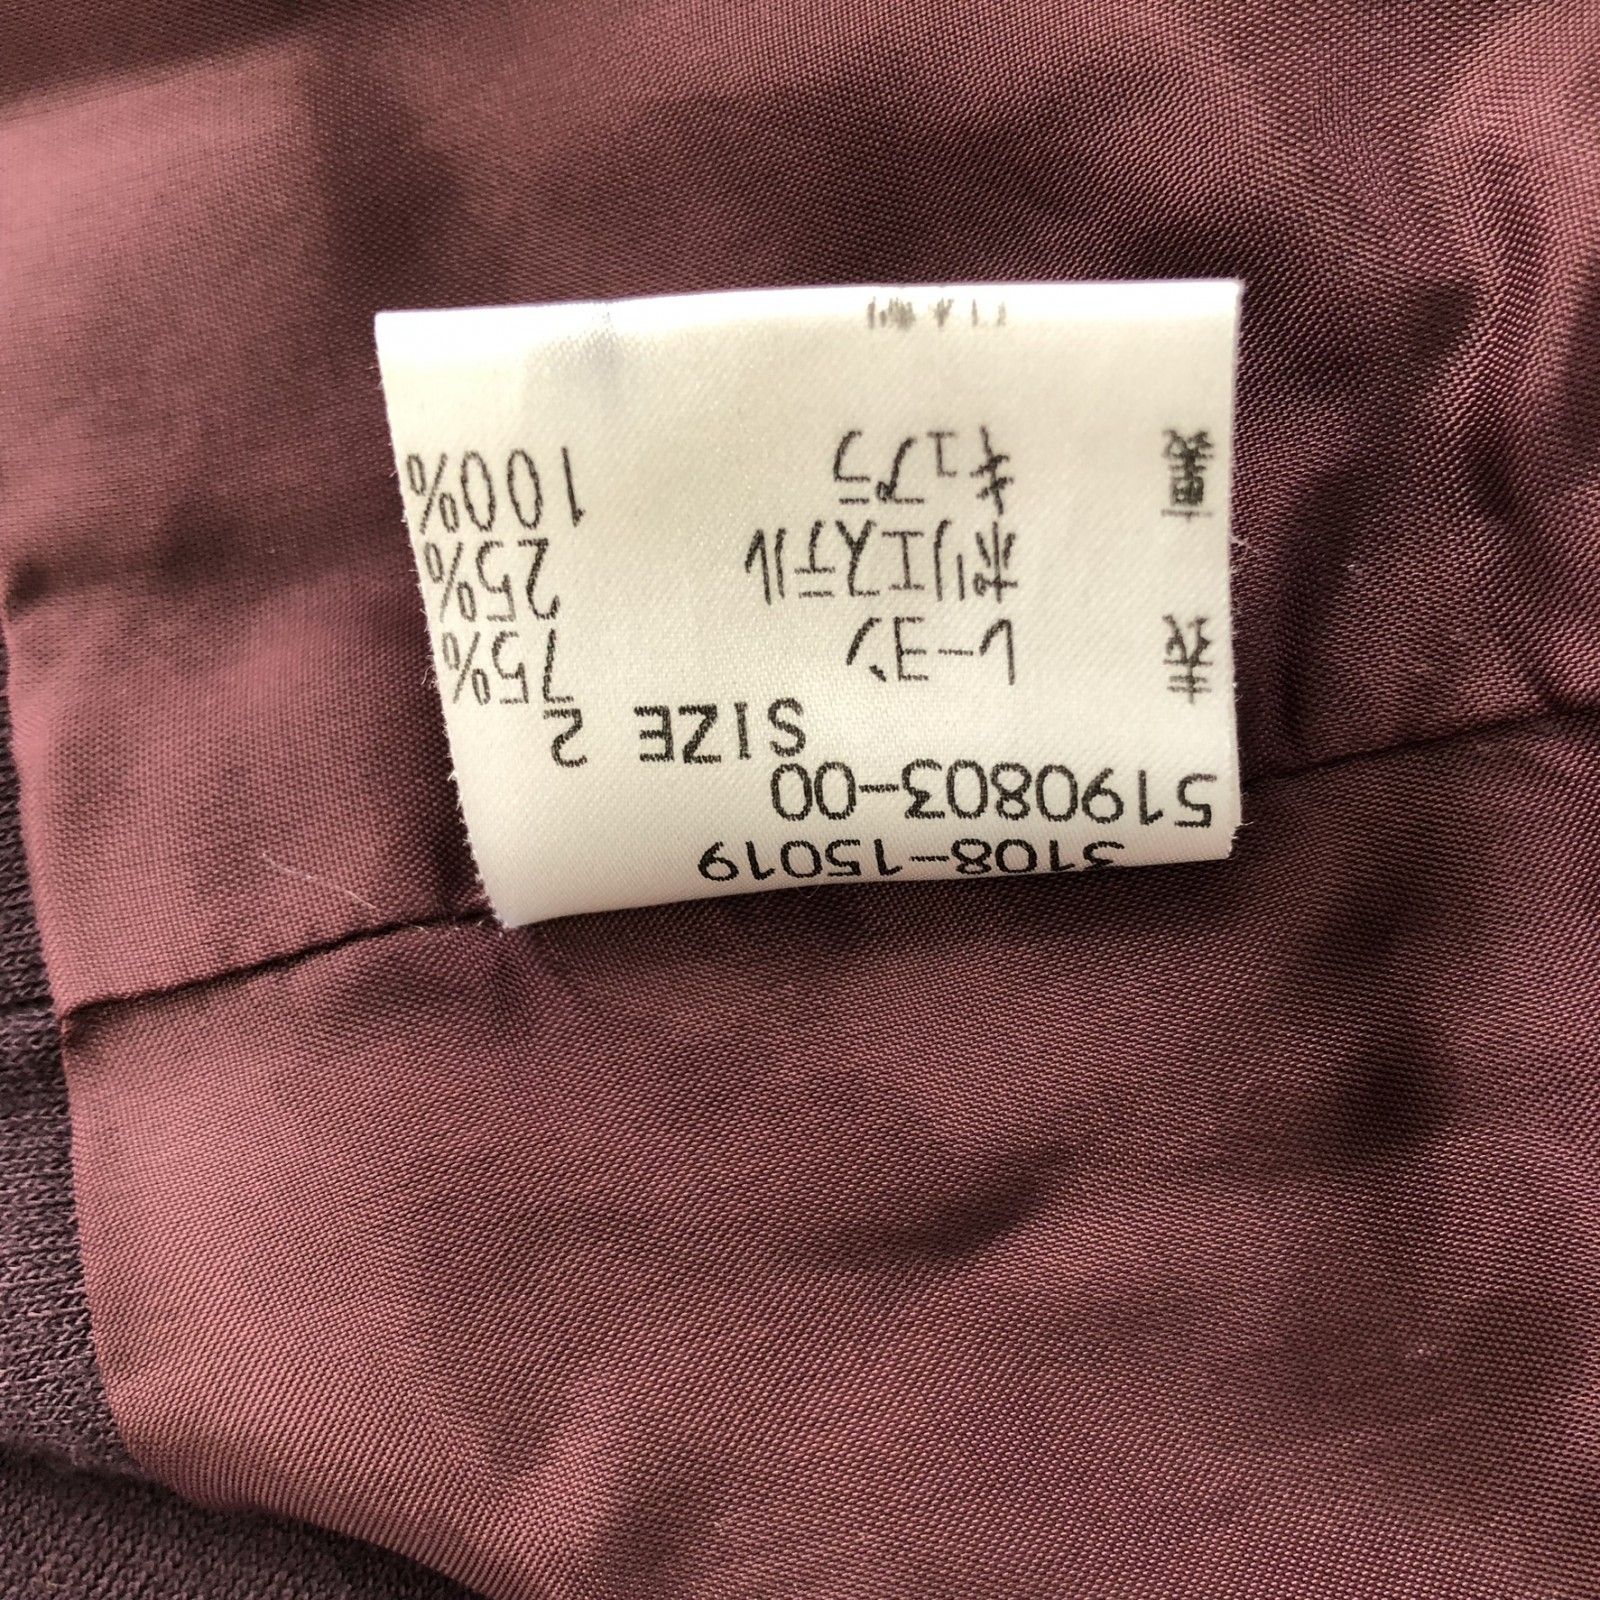 3108-15019
5190803-00
SIZE 2
表 レーヨン 75%
ポリエステル 25%
裏 キュプラ 100%